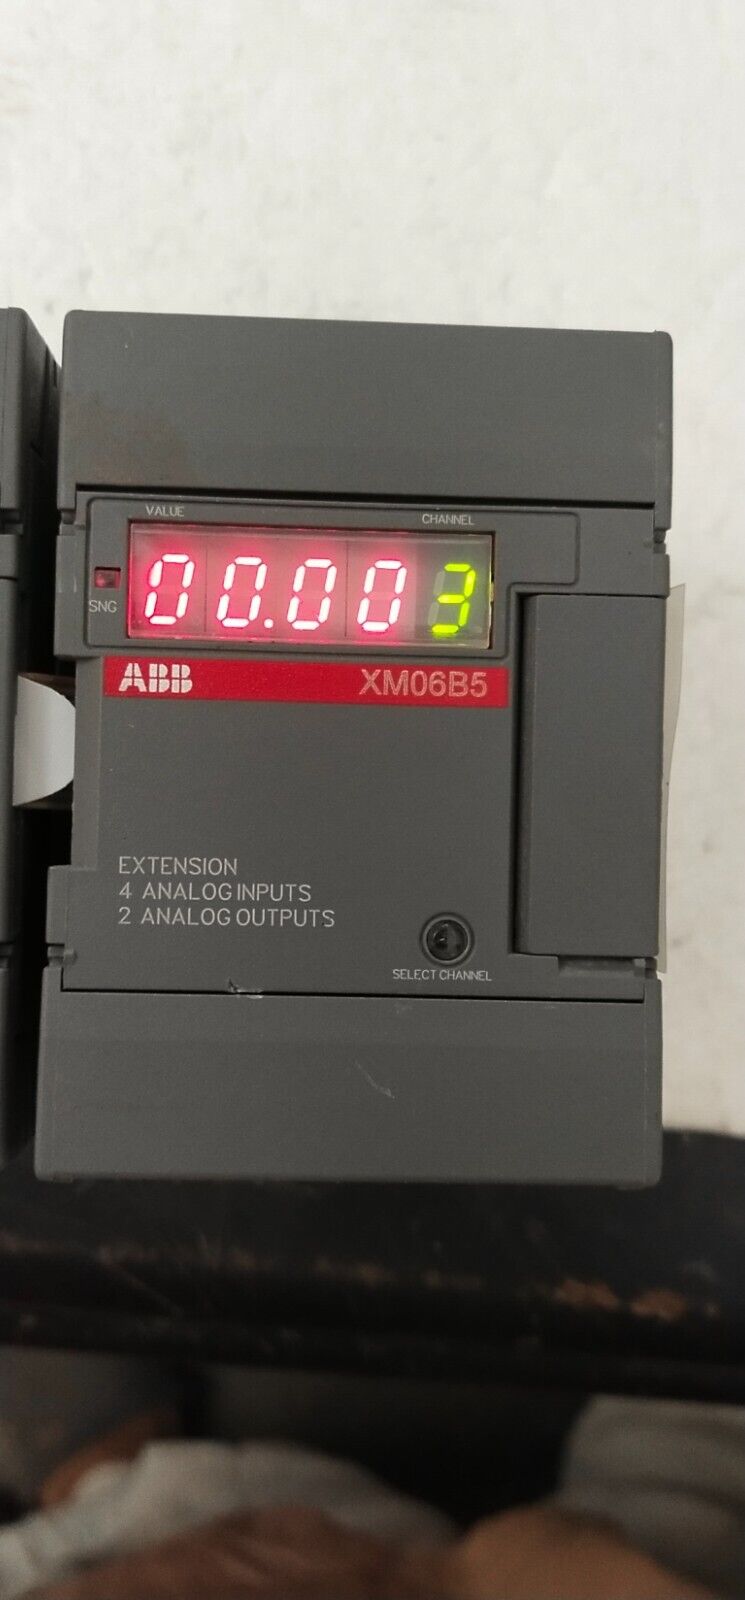 VALUE CHANNEL
00.00 3
SNG
ABB XM06B5
EXTENSION
4 ANALOG INPUTS
2 ANALOG OUTPUTS
SELECT CHANNEL